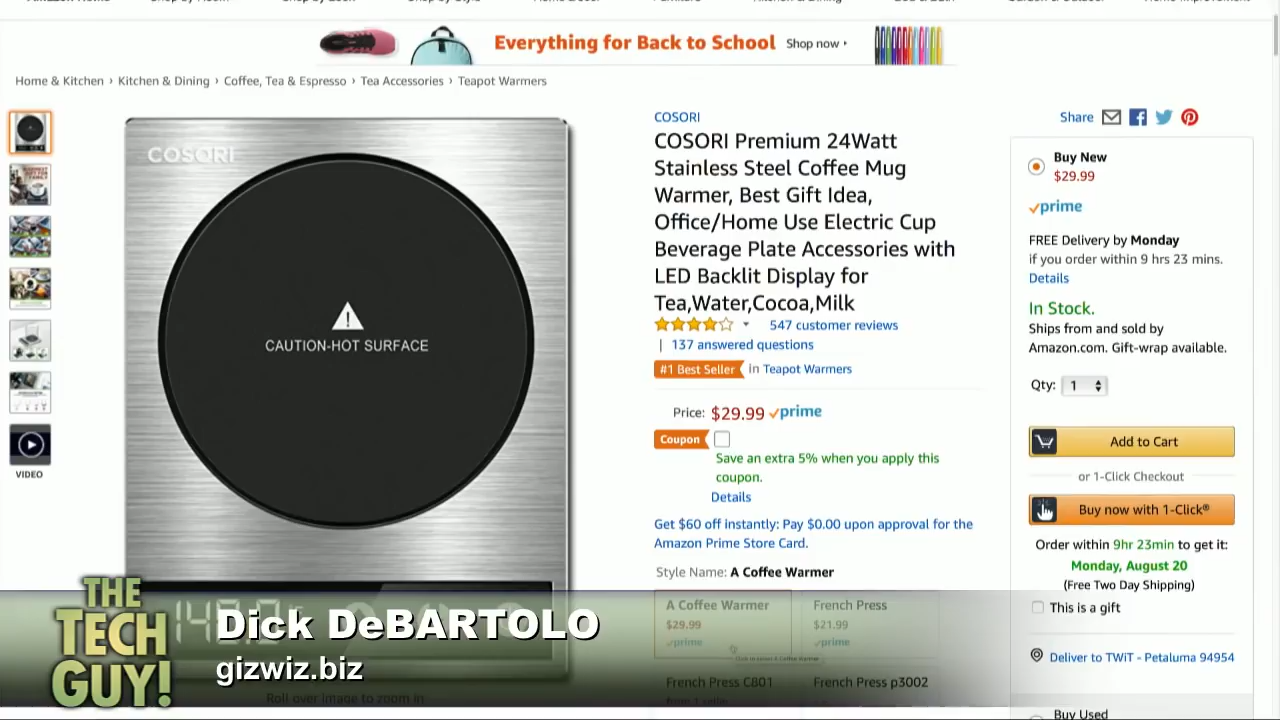 Everything for Back to School Shop now
Home & Kitchen › Kitchen & Dining › Coffee, Tea & Espresso › Tea Accessories › Teapot Warmers
COSORI
CAUTION-HOT SURFACE
VIDEO
Roll over image to zoom in
COSORI
COSORI Premium 24Watt
Stainless Steel Coffee Mug
Warmer, Best Gift Idea,
Office/Home Use Electric Cup
Beverage Plate Accessories with
LED Backlit Display for
Tea,Water,Cocoa,Milk
547 customer reviews
| 137 answered questions
#1 Best Seller in Teapot Warmers
Price: $29.99 prime
Coupon
Save an extra 5% when you apply this
coupon.
Details
Get $60 off instantly: Pay $0.00 upon approval for the
Amazon Prime Store Card.
Style Name: A Coffee Warmer
A Coffee Warmer
$29.99
prime
French Press
$21.99
prime
French Press C801
French Press p3002
Share
Buy New
$29.99
prime
FREE Delivery by Monday
if you order within 9 hrs 23 mins.
Details
In Stock.
Ships from and sold by
Amazon.com. Gift-wrap available.
Qty: 1
Add to Cart
or 1-Click Checkout
Buy now with 1-Click®
Order within 9hr 23min to get it:
Monday, August 20
(Free Two Day Shipping)
This is a gift
Deliver to TWiT - Petaluma 94954
Buy Used
THE
TECH
GUY!
Dick DeBARTOLO
gizwiz.biz